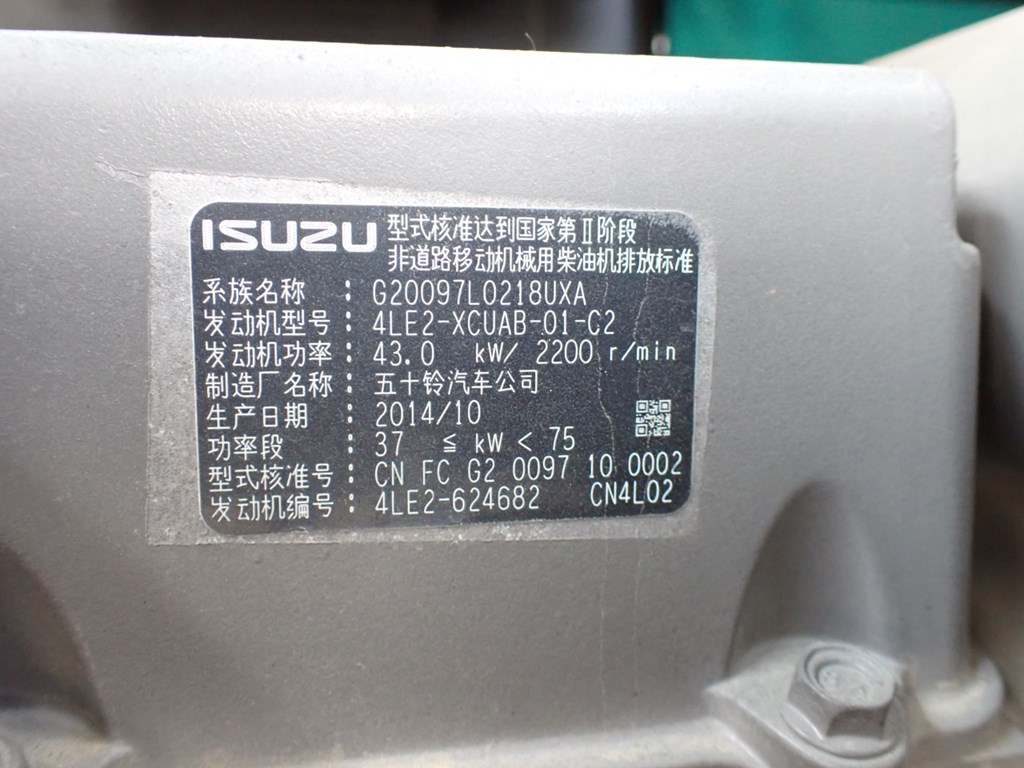 ISUZU 型式核准达到国家第Ⅱ阶段
非道路移动机械用柴油机排放标准
系族名称 : G20097L0218UXA
发动机型号 : 4LE2-XCUAB-01-C2
发动机功率 : 43.0 kW/ 2200 r/min
制造厂名称 : 五十铃汽车公司
生产日期 : 2014/10
功率段 : 37 ≦ kW < 75
型式核准号 : CN FC G2 0097 10 0002
发动机编号 : 4LE2-624682 CN4L02